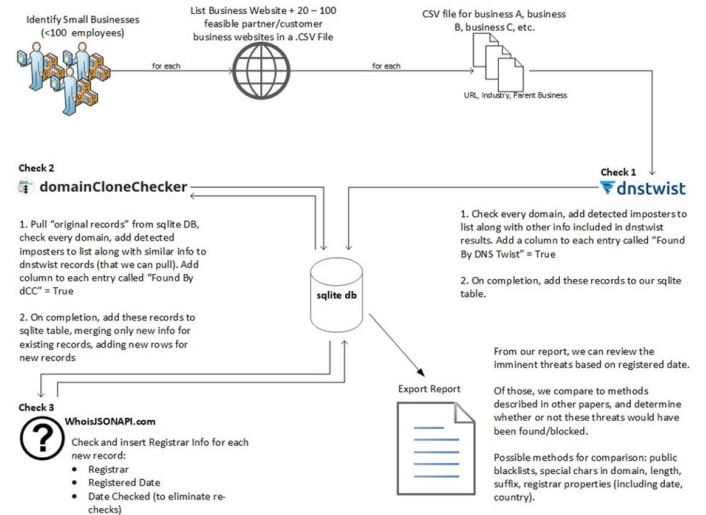 Identify Small Businesses
(<100 employees)
for each
List Business Website + 20 – 100
feasible partner/customer
business websites in a .CSV File
for each
CSV file for business A, business
B, business C, etc.
URL, Industry, Parent Business
Check 1
dnstwist
1. Check every domain, add detected imposters to
list along with other info included in dnstwist
results. Add a column to each entry called "Found
By DNS Twist" = True
2. On completion, add these records to our sqlite
table.
Check 2
domainCloneChecker
1. Pull "original records" from sqlite DB,
check every domain, add detected
imposters to list along with similar info to
dnstwist records (that we can pull). Add
column to each entry called "Found By
dCC" = True
2. On completion, add these records to
sqlite table, merging only new info for
existing records, adding new rows for
new records
sqlite db
Check 3
?
WhoisJSONAPI.com
Check and insert Registrar Info for each
new record:
• Registrar
• Registered Date
• Date Checked (to eliminate re-
checks)
Export Report
From our report, we can review the
imminent threats based on registered date.
Of those, we compare to methods
described in other papers, and determine
whether or not these threats would have
been found/blocked.
Possible methods for comparison: public
blacklists, special chars in domain, length,
suffix, registrar properties (including date,
country).